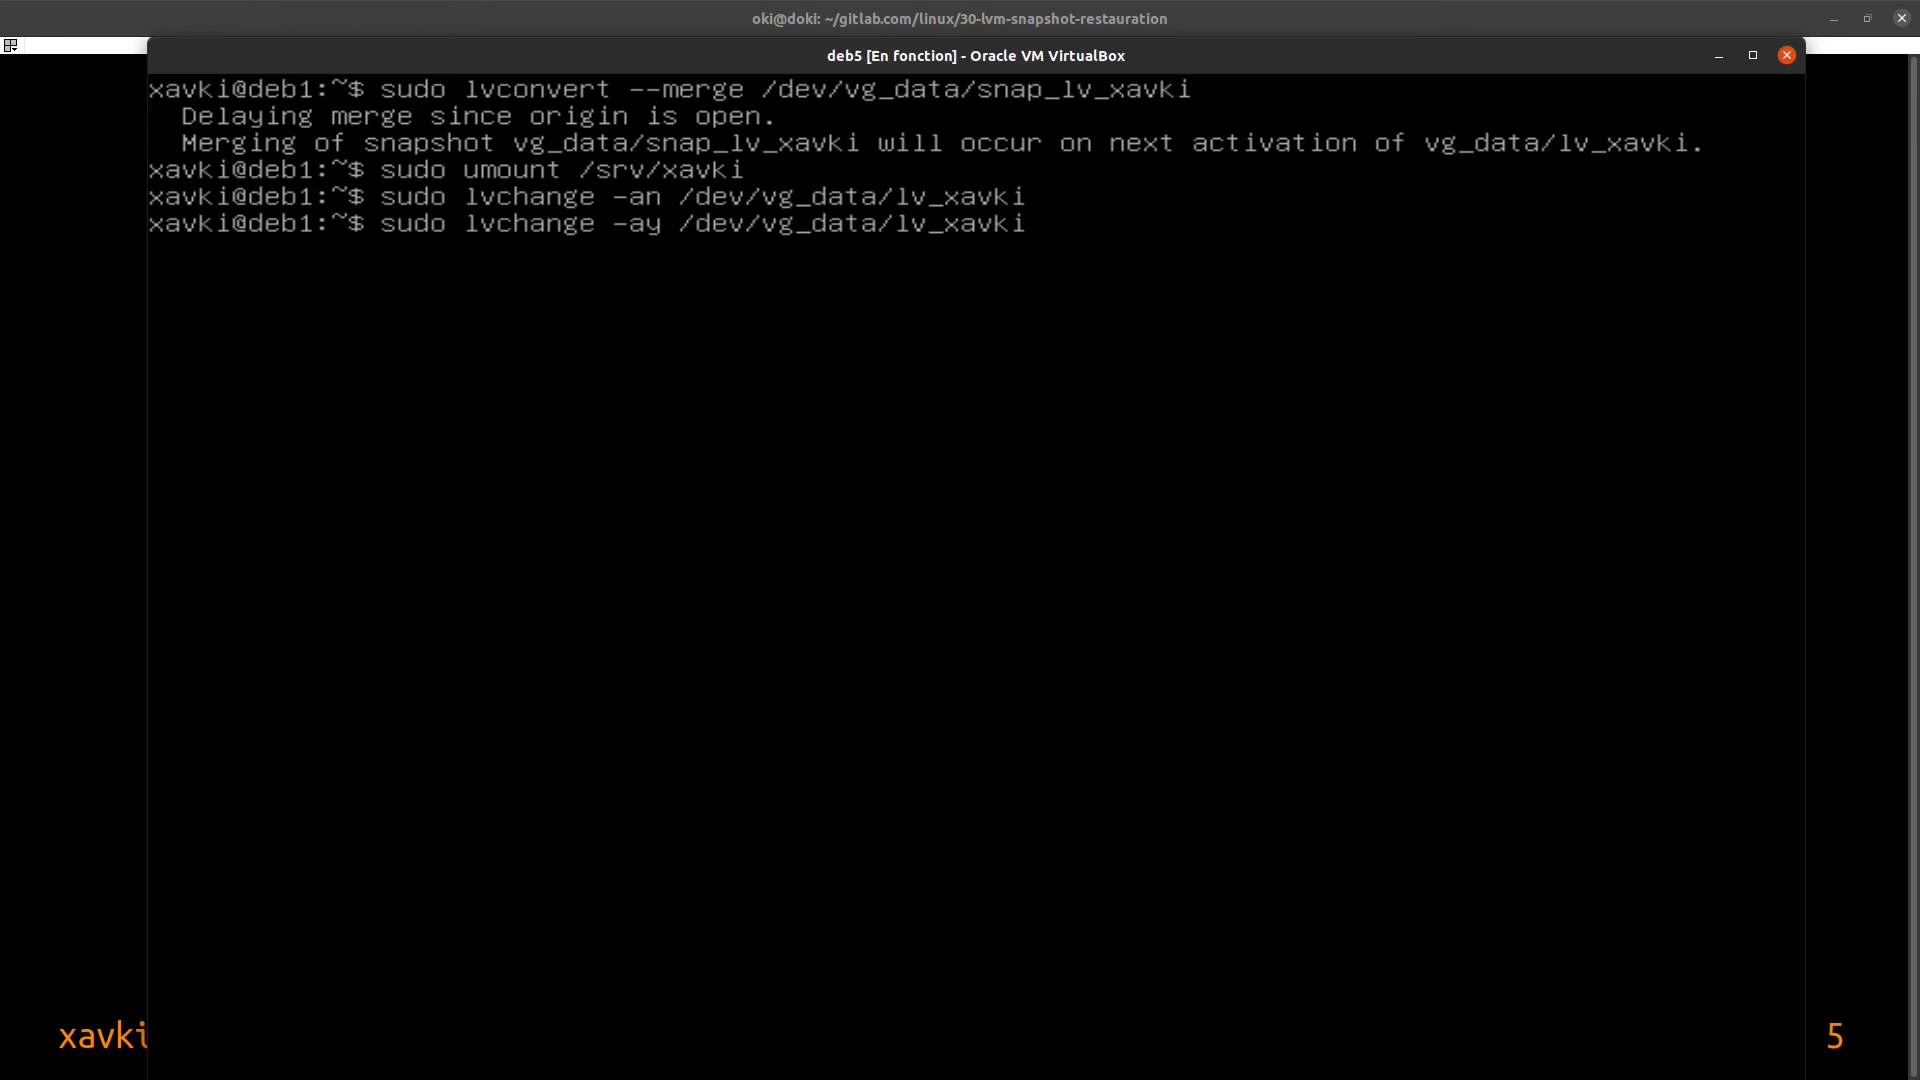 oki@doki: ~/gitlab.com/linux/30-lvm-snapshot-restauration
deb5 [En fonction] - Oracle VM VirtualBox
xavki@deb1:~$ sudo lvconvert --merge /dev/vg_data/snap_lv_xavki
Delaying merge since origin is open.
Merging of snapshot vg_data/snap_lv_xavki will occur on next activation of vg_data/lv_xavki.
xavki@deb1:~$ sudo umount /srv/xavki
xavki@deb1:~$ sudo lvchange -an /dev/vg_data/lv_xavki
xavki@deb1:~$ sudo lvchange -ay /dev/vg_data/lv_xavki
xavki
5